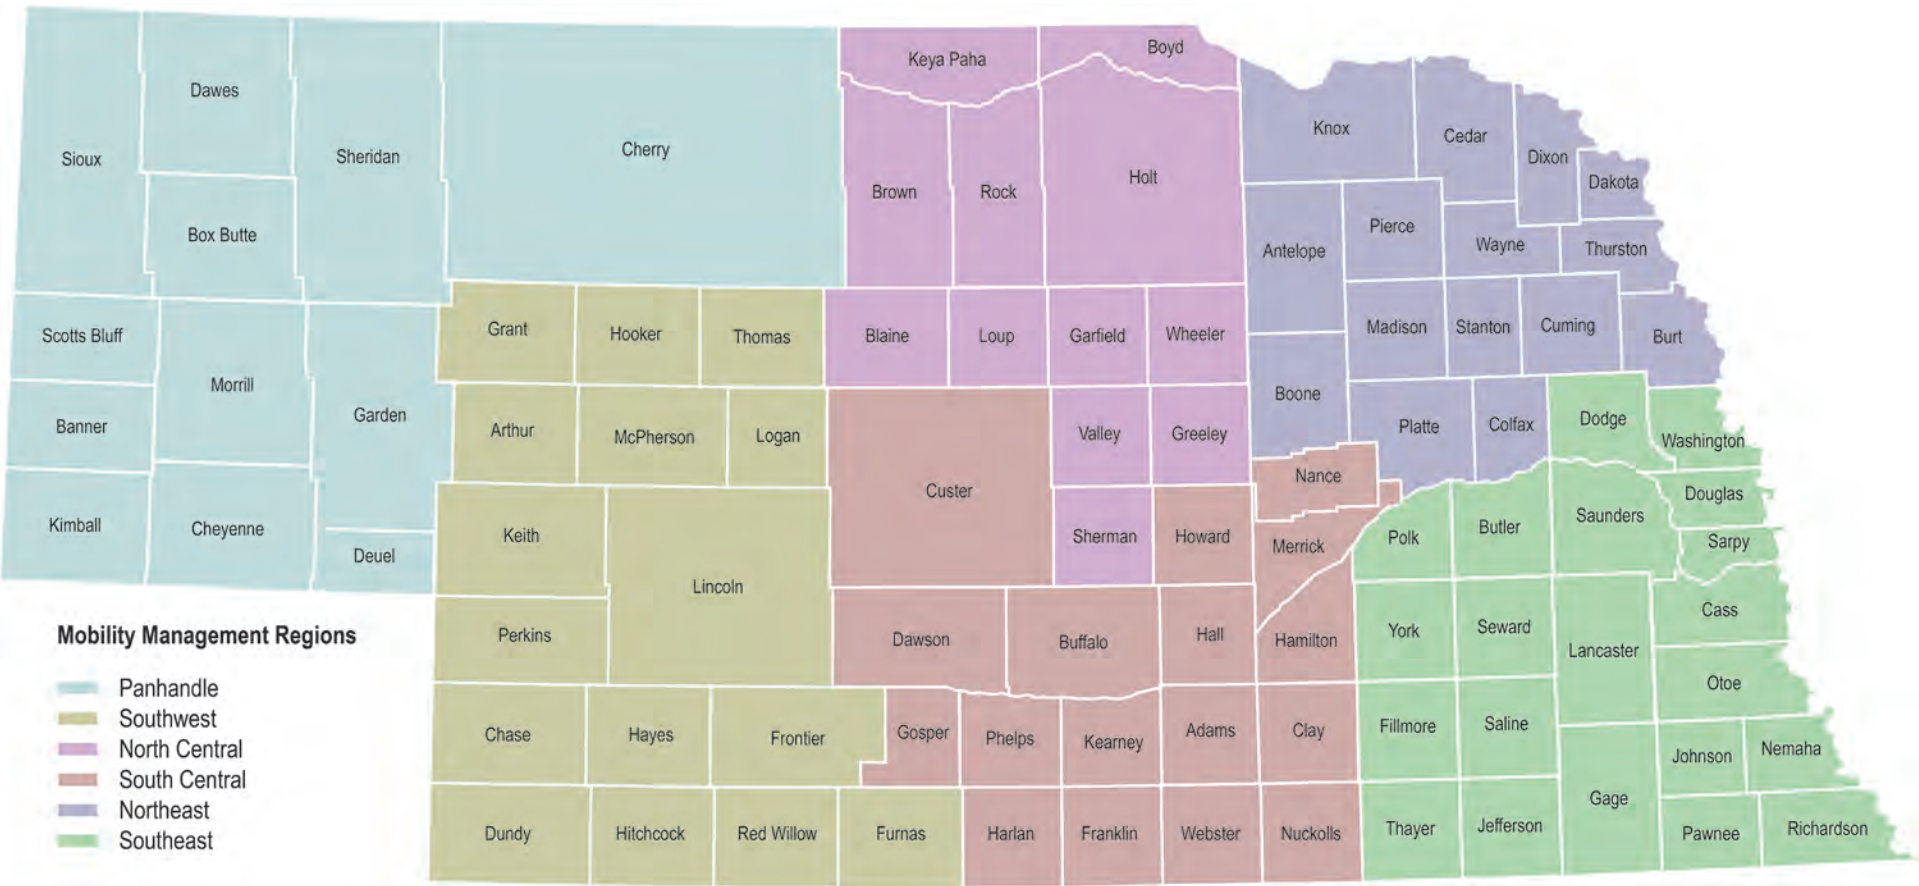 Keya Paha
Boyd
Dawes
Sioux
Sheridan
Cherry
Knox
Cedar
Dixon
Dakota
Brown
Rock
Holt
Box Butte
Antelope
Pierce
Wayne
Thurston
Scotts Bluff
Grant
Hooker
Thomas
Blaine
Loup
Garfield
Wheeler
Madison
Stanton
Cuming
Burt
Morrill
Garden
Banner
Arthur
McPherson
Logan
Custer
Valley
Greeley
Boone
Platte
Colfax
Dodge
Washington
Nance
Douglas
Kimball
Cheyenne
Deuel
Keith
Lincoln
Sherman
Howard
Merrick
Polk
Butler
Saunders
Sarpy
Perkins
Dawson
Buffalo
Hall
Hamilton
York
Seward
Lancaster
Cass
Otoe
Chase
Hayes
Frontier
Gosper
Phelps
Kearney
Adams
Clay
Fillmore
Saline
Johnson
Nemaha
Dundy
Hitchcock
Red Willow
Furnas
Harlan
Franklin
Webster
Nuckolls
Thayer
Jefferson
Gage
Pawnee
Richardson
Mobility Management Regions
Panhandle
Southwest
North Central
South Central
Northeast
Southeast